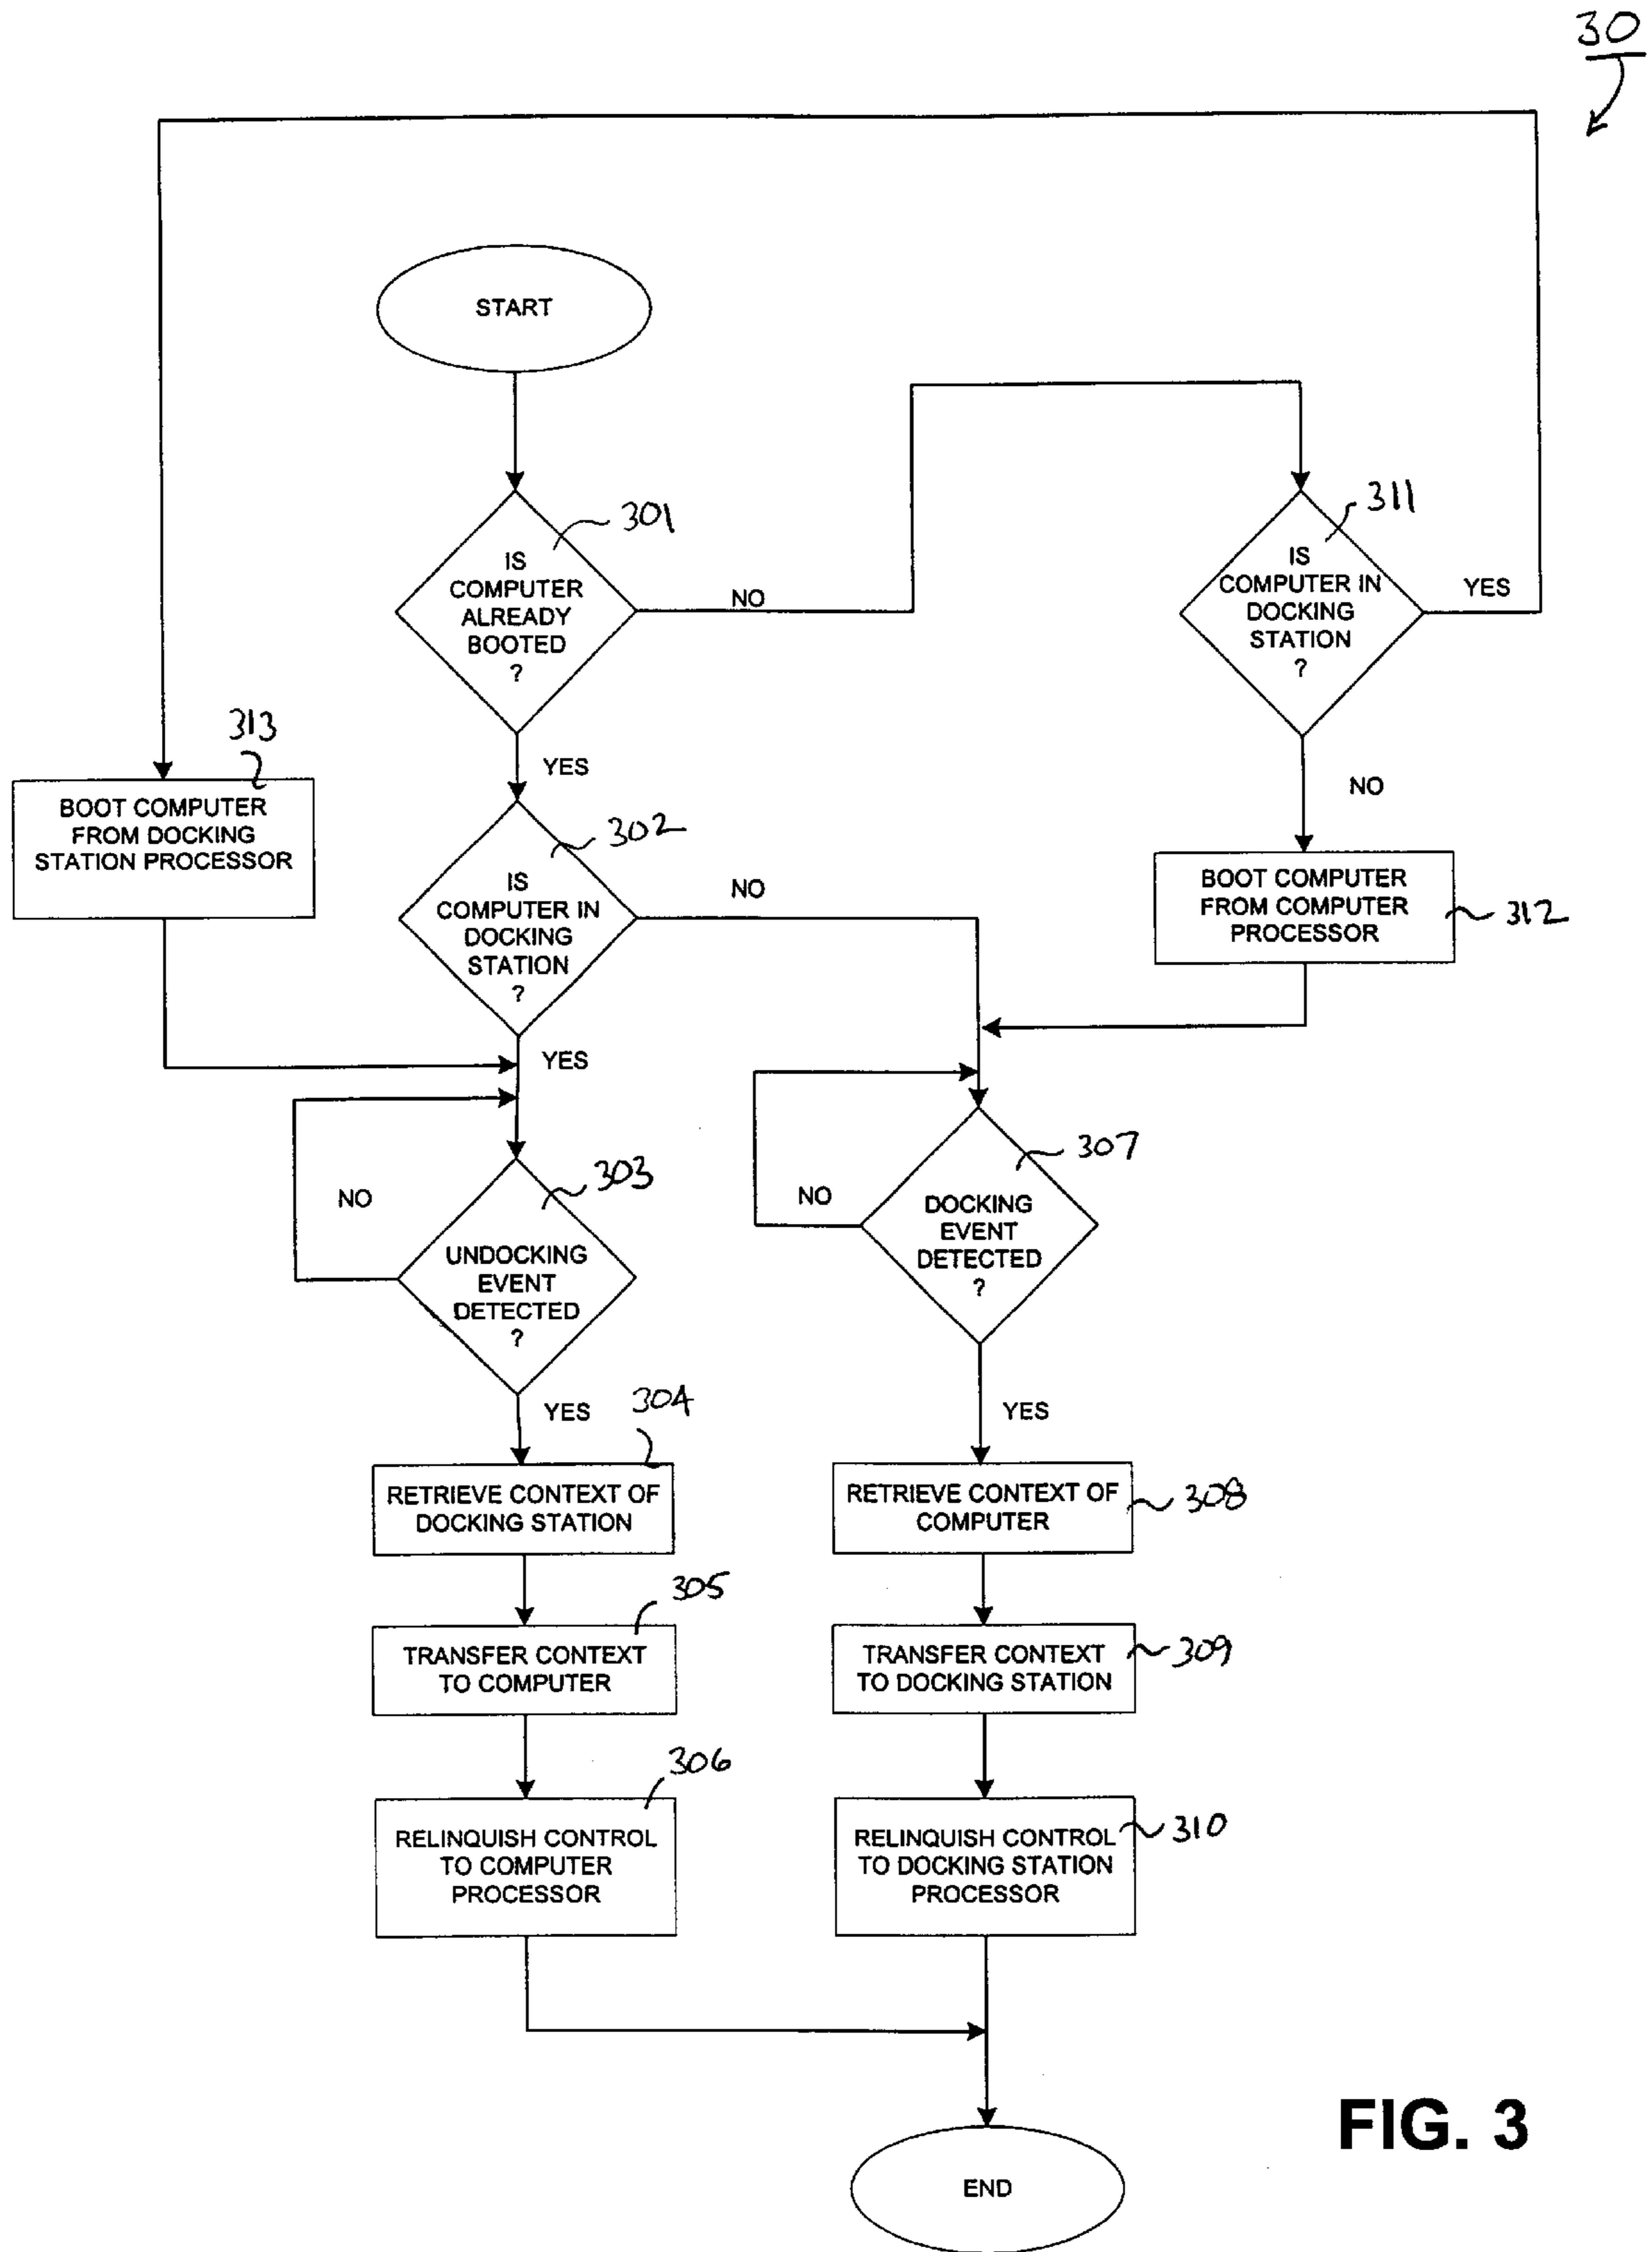 30
START
301
IS
COMPUTER
ALREADY
BOOTED
?
NO
YES
311
IS
COMPUTER IN
DOCKING
STATION
?
YES
NO
313
BOOT COMPUTER
FROM DOCKING
STATION PROCESSOR
302
IS
COMPUTER IN
DOCKING
STATION
?
NO
YES
BOOT COMPUTER
FROM COMPUTER
PROCESSOR
312
303
UNDOCKING
EVENT
DETECTED
?
NO
YES
307
DOCKING
EVENT
DETECTED
?
NO
YES
304
RETRIEVE CONTEXT OF
DOCKING STATION
RETRIEVE CONTEXT OF
COMPUTER
308
305
TRANSFER CONTEXT
TO COMPUTER
TRANSFER CONTEXT
TO DOCKING STATION
309
306
RELINQUISH CONTROL
TO COMPUTER
PROCESSOR
RELINQUISH CONTROL
TO DOCKING STATION
PROCESSOR
310
END
FIG. 3